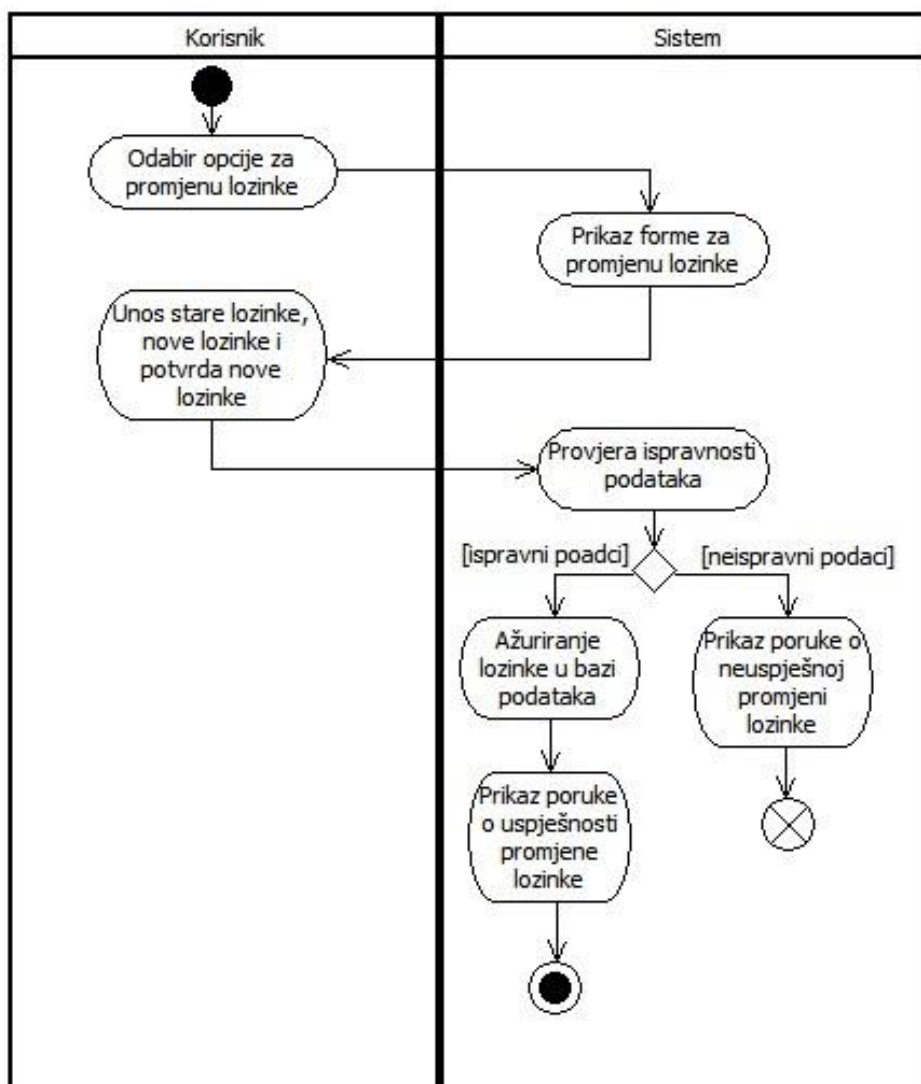 Korisnik
Sistem
Odabir opcije za
promjenu lozinke
Prikaz forme za
promjenu lozinke
Unos stare lozinke,
nove lozinke i
potvrda nove
lozinke
Provjera ispravnosti
podataka
[ispravni poadci]
[neispravni podaci]
Ažuriranje
lozinke u bazi
podataka
Prikaz poruke o
neuspješnoj
promjeni
lozinke
Prikaz poruke
o uspješnosti
promjene
lozinke